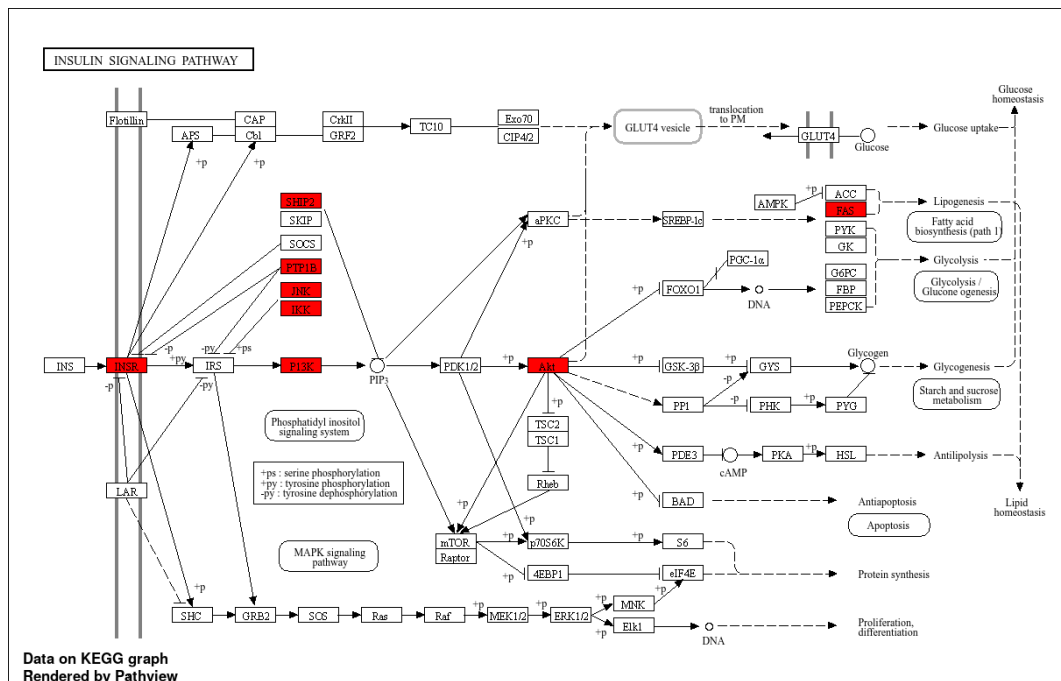 INSULIN SIGNALING PATHWAY
Glucose
homeostasis
Flotillin
CAP
CrkII
Exo70
translocation
to PM
APS
Cbl
GRF2
TC10
CIP4/2
GLUT4 vesicle
GLUT4
Glucose
Glucose uptake
+p
+p
SHIP2
SKIP
SOCS
PTP1B
JNK
IKK
aPKC
+p
SREBP-1c
AMPK
+p
ACC
FAS
Lipogenesis
Fatty acid
biosynthesis (path 1)
PYK
GK
Glycolysis
PGC-1α
G6PC
FBP
PEPCK
Glycolysis /
Glucone ogenesis
+p
FOXO1
DNA
-p
-py
+ps
INS
INSR
+py
IRS
PI3K
PIP3
PDK1/2
+p
Akt
+p
GSK-3β
+p
GYS
Glycogen
Glycogenesis
Starch and sucrose
metabolism
-p
-py
-p
PP1
-p
PHK
+p
PYG
Phosphatidyl inositol
signaling system
+p
TSC2
TSC1
+p
PDE3
cAMP
PKA
+p
HSL
Antilipolysis
+ps : serine phosphorylation
+py : tyrosine phosphorylation
-py : tyrosine dephosphorylation
LAR
Rheb
+p
BAD
Antiapoptosis
Apoptosis
Lipid
homeostasis
+p
+p
MAPK signaling
pathway
mTOR
Raptor
+p
p70S6K
+p
S6
+p
4EBP1
eIF4E
Protein synthesis
+p
SHC
GRB2
SOS
Ras
Raf
+p
MEK1/2
+p
ERK1/2
+p
MNK
+p
+p
Elk1
DNA
Proliferation,
differentiation
Data on KEGG graph
Rendered by Pathview